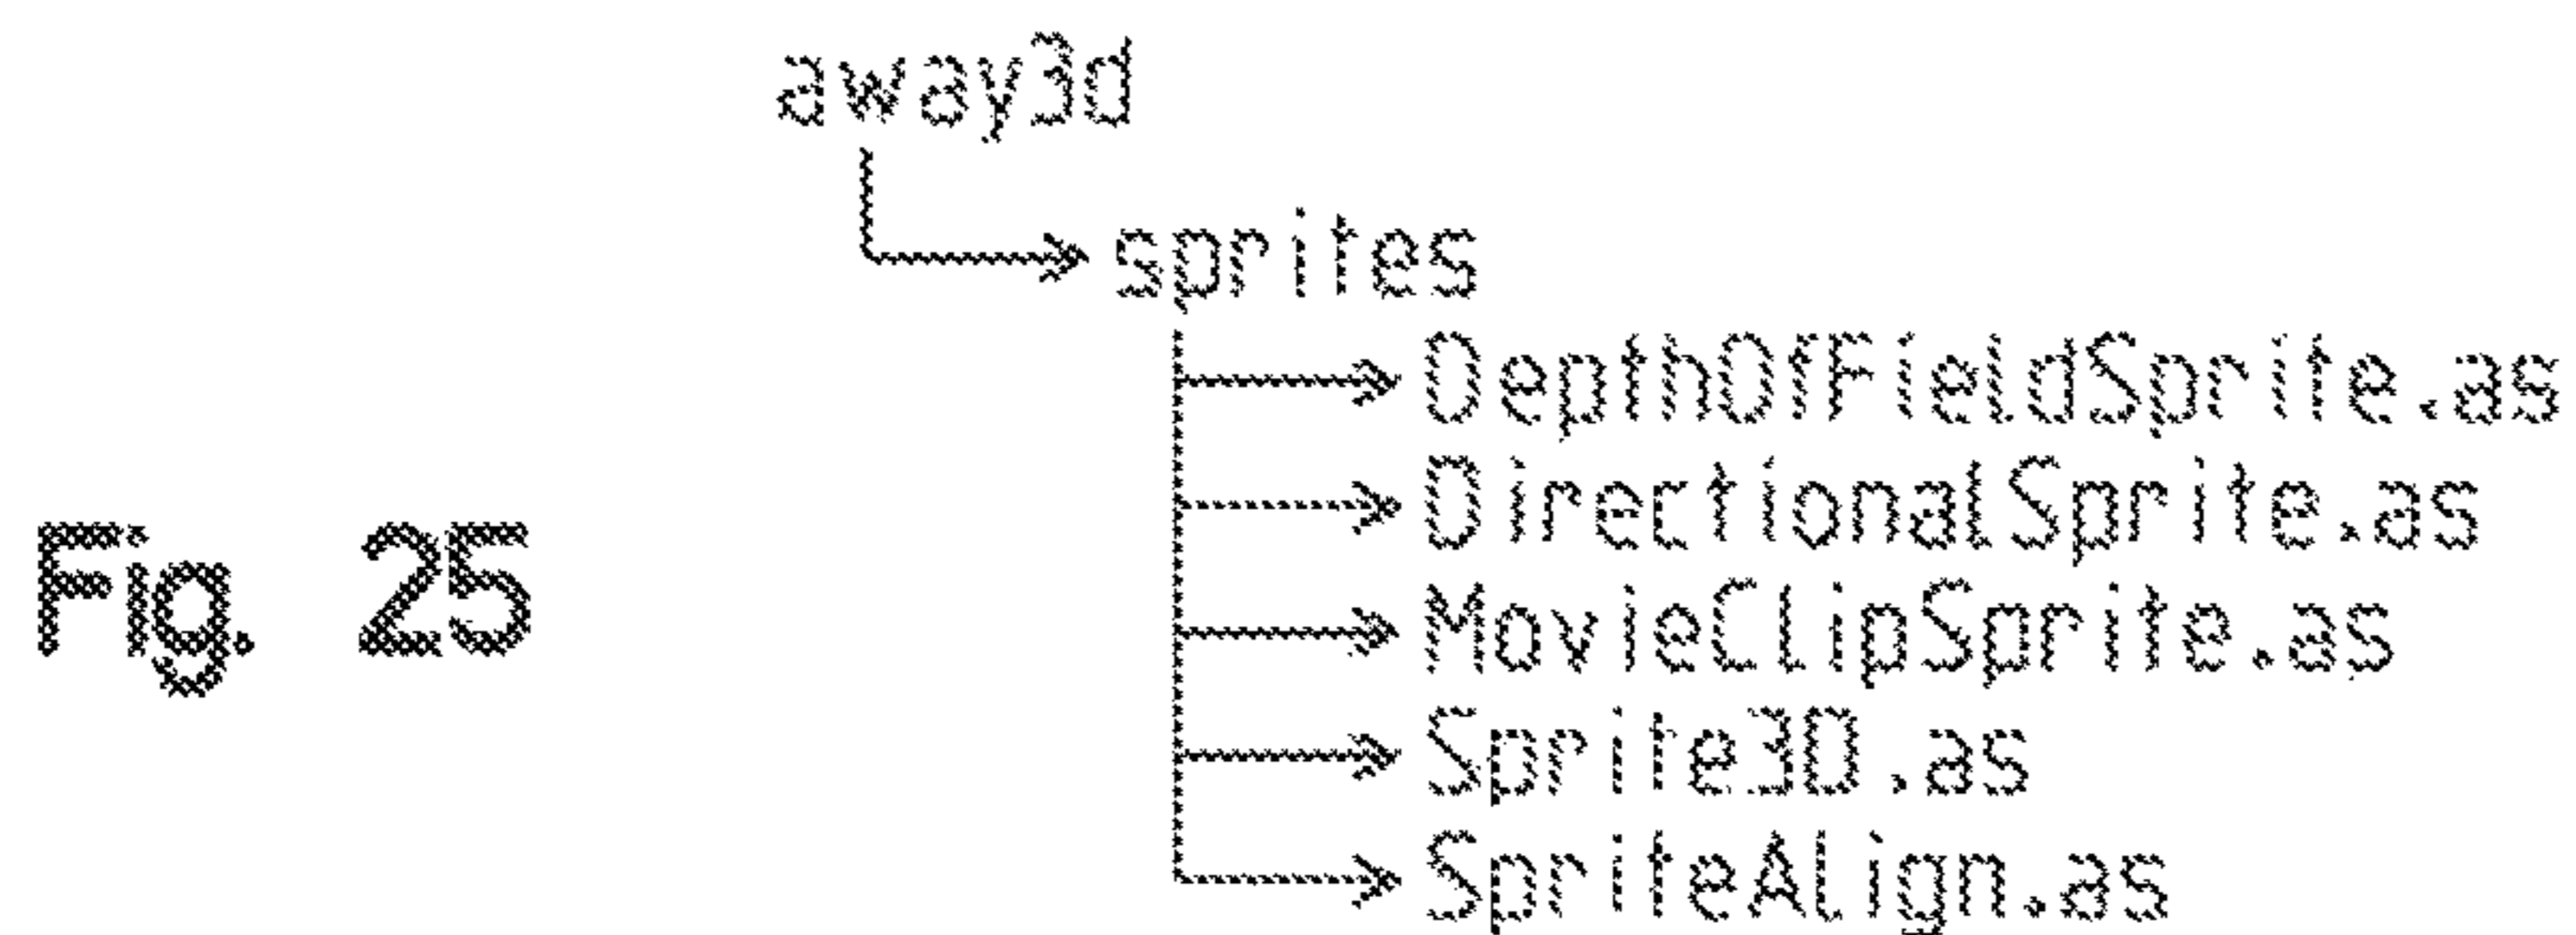 away3d
sprites
DepthOfFieldSprite.as
DirectionalSprite.as
MovieClipSprite.as
Sprite3D.as
SpriteAlign.as
Fig. 25